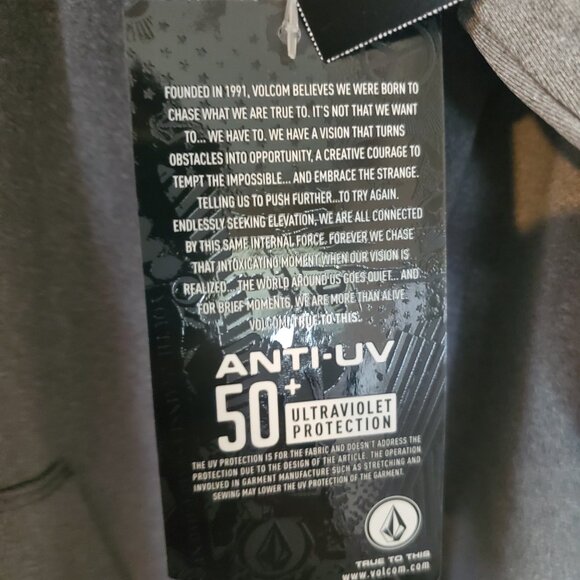 FOUNDED IN 1991, VOLCOM BELIEVES WE WERE BORN TO
CHASE WHAT WE ARE TRUE TO. IT'S NOT THAT WE WANT
TO... WE HAVE TO. WE HAVE A VISION THAT TURNS
OBSTACLES INTO OPPORTUNITY, A CREATIVE COURAGE TO
TEMPT THE IMPOSSIBLE... AND EMBRACE THE STRANGE.
TELLING US TO PUSH FURTHER...TO TRY AGAIN.
ENDLESSLY SEEKING ELEVATION, WE ARE ALL CONNECTED
BY THIS SAME INTERNAL FORCE. FOREVER WE CHASE
THAT INTOXICATING MOMENT WHEN OUR VISION IS
REALIZED... THE WORLD AROUND US GOES QUIET... AND
FOR BRIEF MOMENTS, WE ARE MORE THAN ALIVE.
VOLCOM TRUE TO THIS.
ANTI-UV
50+ ULTRAVIOLET
PROTECTION
THE UV PROTECTION IS FOR THE FABRIC AND DOESN'T ADDRESS THE
PROTECTION DUE TO THE DESIGN OF THE ARTICLE. THE OPERATION
INVOLVED IN GARMENT MANUFACTURE SUCH AS STRETCHING AND
SEWING MAY LOWER THE UV PROTECTION OF THE GARMENT.
TRUE TO THIS
www.volcom.com